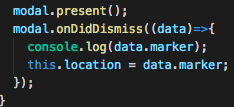 modal.present();
modal.onDidDismiss((data)=>{
console.log(data.marker);
this.location = data.marker;
});
}